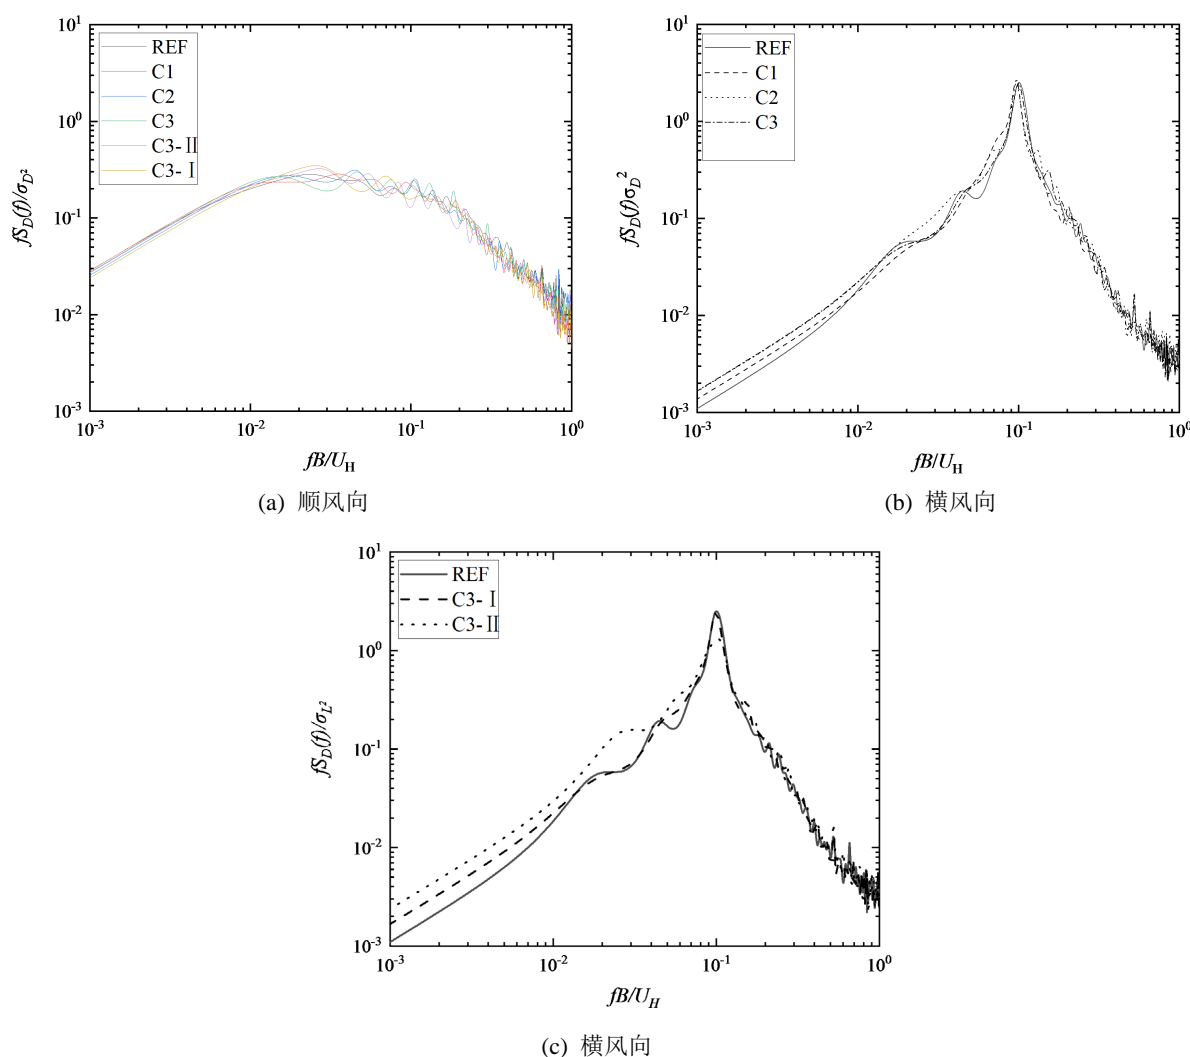 10¹
10⁰
10⁻¹
10⁻²
10⁻³
fS_D(f)/σ_D²
REF
C1
C2
C3
C3-Ⅱ
C3-Ⅰ
10⁻³ 10⁻² 10⁻¹ 10⁰
fB/U_H
(a) 顺风向
10¹
10⁰
10⁻¹
10⁻²
10⁻³
fS_D(f)σ_D²
REF
C1
C2
C3
10⁻³ 10⁻² 10⁻¹ 10⁰
fB/U_H
(b) 横风向
10¹
10⁰
10⁻¹
10⁻²
10⁻³
fS_D(f)/σ_L²
REF
C3-Ⅰ
C3-Ⅱ
10⁻³ 10⁻² 10⁻¹ 10⁰
fB/U_H
(c) 横风向